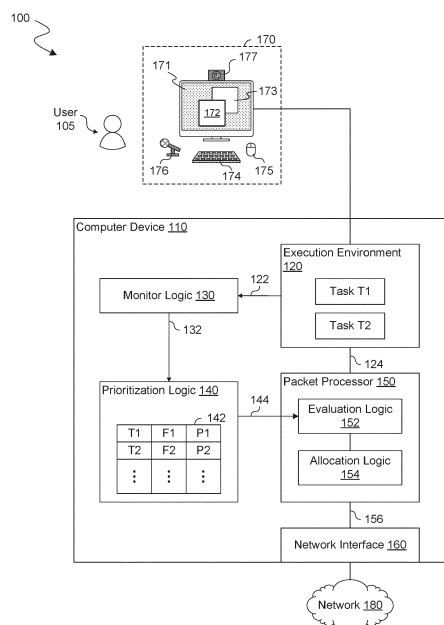 100
170
171
177
173
172
User
105
176
174
175
Computer Device 110
Execution Environment
120
Task T1
Task T2
122
Monitor Logic 130
132
124
Prioritization Logic 140
142
T1 F1 P1
T2 F2 P2
144
Packet Processor 150
Evaluation Logic
152
Allocation Logic
154
156
Network Interface 160
Network 180